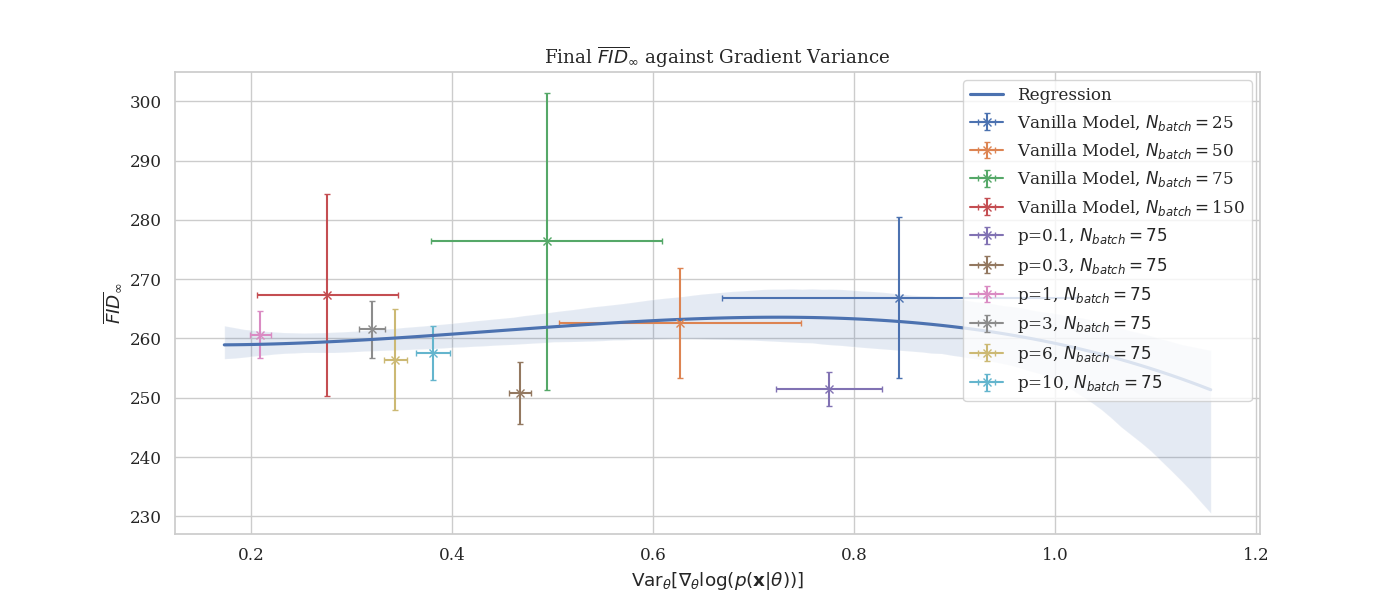 Final $\overline{FID}_\infty$ against Gradient Variance
$\overline{FID}_\infty$
300
290
280
270
260
250
240
230
0.2
0.4
0.6
0.8
1.0
1.2
$\mathrm{Var}_\theta[\nabla_\theta \log(p(\mathbf{x}|\theta))]$
Regression
Vanilla Model, $N_{batch} = 25$
Vanilla Model, $N_{batch} = 50$
Vanilla Model, $N_{batch} = 75$
Vanilla Model, $N_{batch} = 150$
p=0.1, $N_{batch} = 75$
p=0.3, $N_{batch} = 75$
p=1, $N_{batch} = 75$
p=3, $N_{batch} = 75$
p=6, $N_{batch} = 75$
p=10, $N_{batch} = 75$